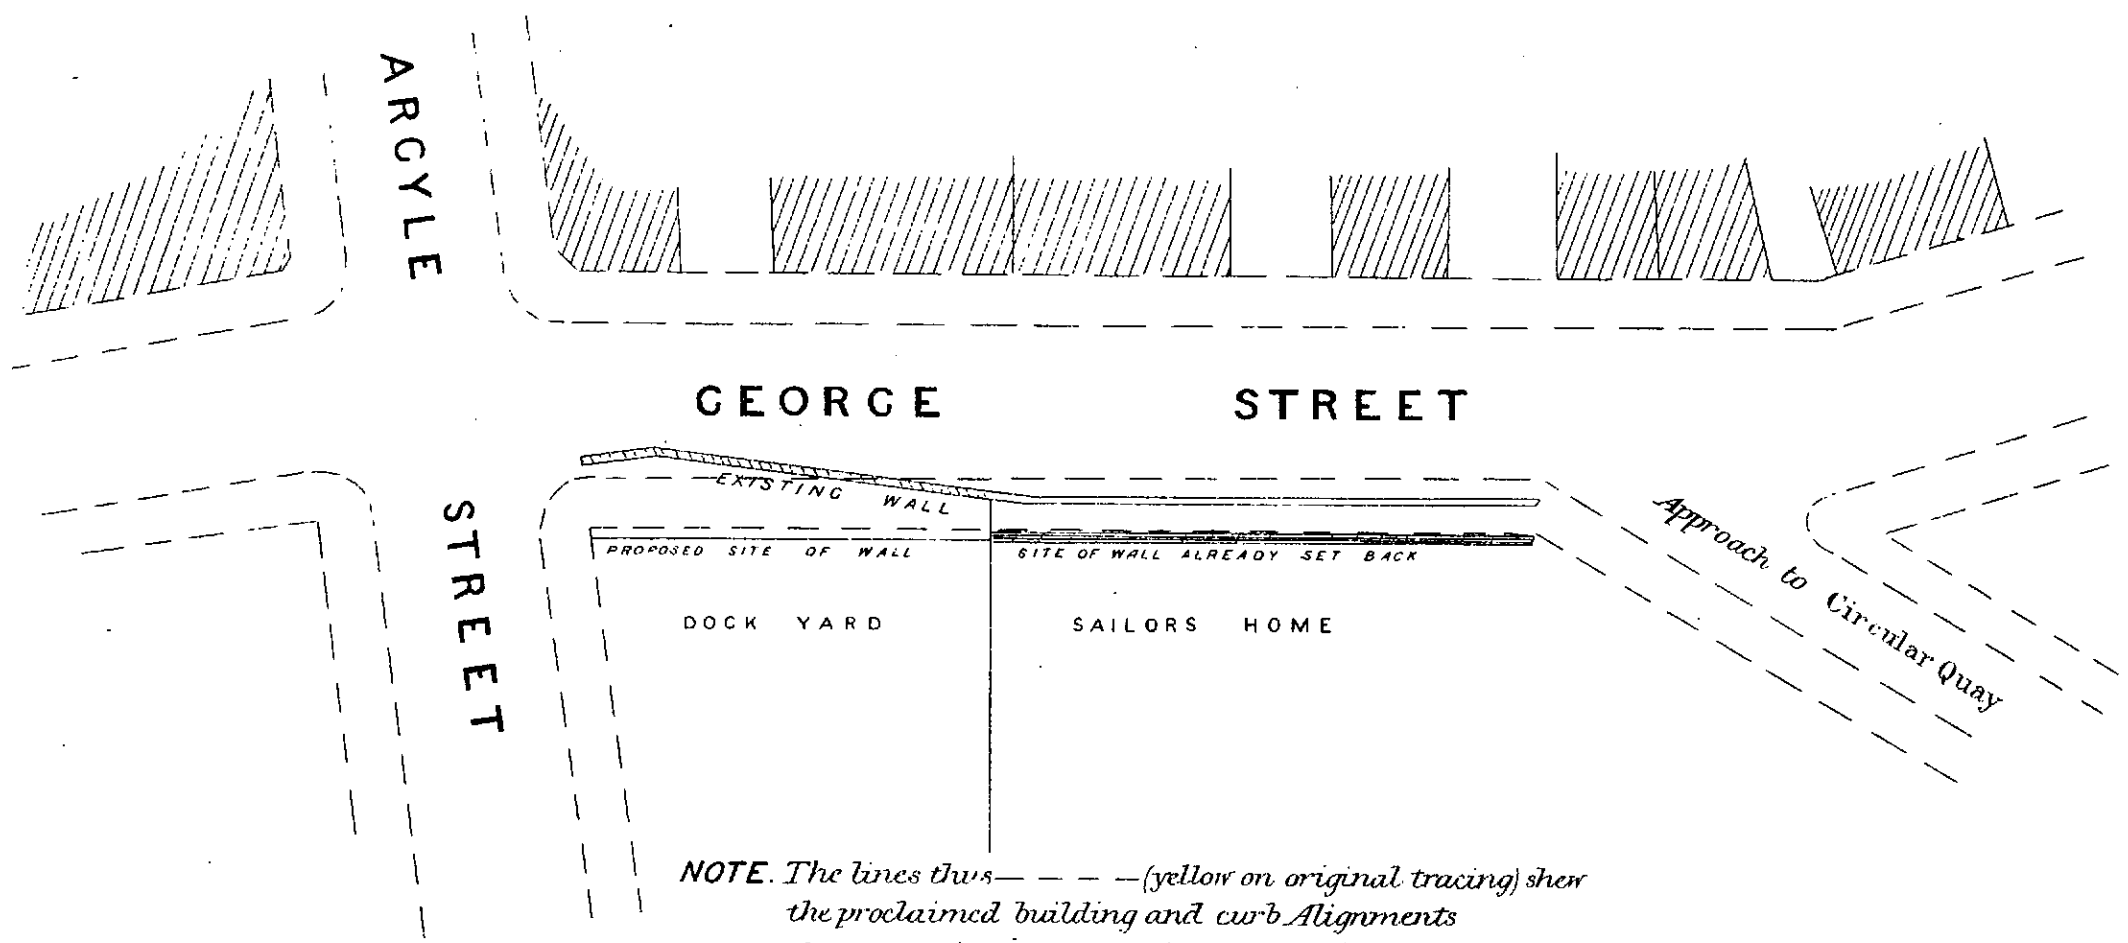 ARGYLE
GEORGE STREET
EXISTING WALL
PROPOSED SITE OF WALL
SITE OF WALL ALREADY SET BACK
STREET
DOCK YARD
SAILORS HOME
Approach to Circular Quay
NOTE. The lines thus — — — — (yellow on original tracing) shew
the proclaimed building and curb Alignments